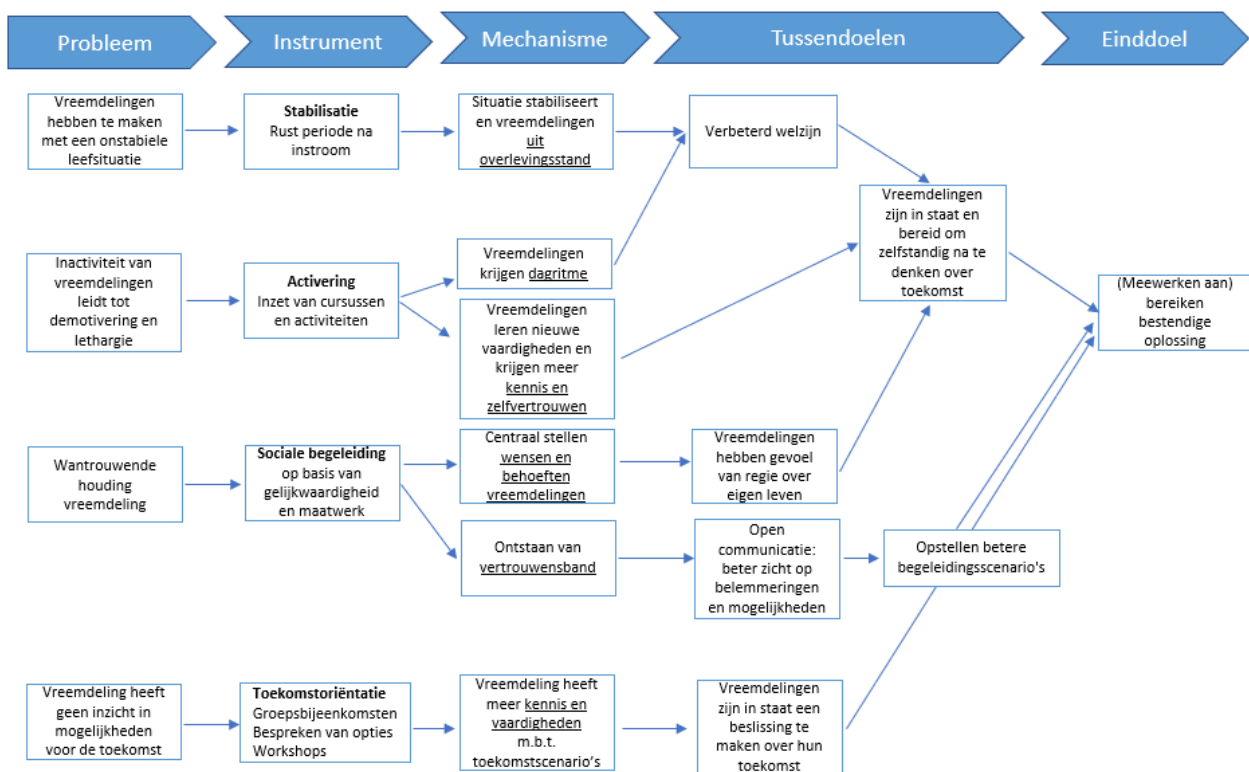 Probleem
Instrument
Mechanisme
Tussendoelen
Einddoel
Vreemdelingen
hebben te maken
met een onstabiele
leefsituatie
Stabilisatie
Rust periode na
instroom
Situatie stabiliseert
en vreemdelingen
uit
overlevingsstand
Verbeterd welzijn
Vreemdelingen
zijn in staat en
bereid om
zelfstandig na te
denken over
toekomst
Inactiviteit van
vreemdelingen
leidt tot
demotivering en
lethargie
Activering
Inzet van cursussen
en activiteiten
Vreemdelingen
krijgen dagritme
Vreemdelingen
leren nieuwe
vaardigheden en
krijgen meer
kennis en
zelfvertrouwen
(Meewerken aan)
bereiken
bestendige
oplossing
Wantrouwende
houding
vreemdeling
Sociale begeleiding
op basis van
gelijkwaardigheid
en maatwerk
Centraal stellen
wensen en
behoeften
vreemdelingen
Vreemdelingen
hebben gevoel
van regie over
eigen leven
Ontstaan van
vertrouwensband
Open
communicatie:
beter zicht op
belemmeringen
en mogelijkheden
Opstellen betere
begeleidingsscenario's
Vreemdeling heeft
geen inzicht in
mogelijkheden
voor de toekomst
Toekomstoriëntatie
Groepsbijeenkomsten
Bespreken van opties
Workshops
Vreemdeling heeft
meer kennis en
vaardigheden
m.b.t.
toekomstscenario's
Vreemdelingen
zijn in staat een
beslissing te
maken over hun
toekomst